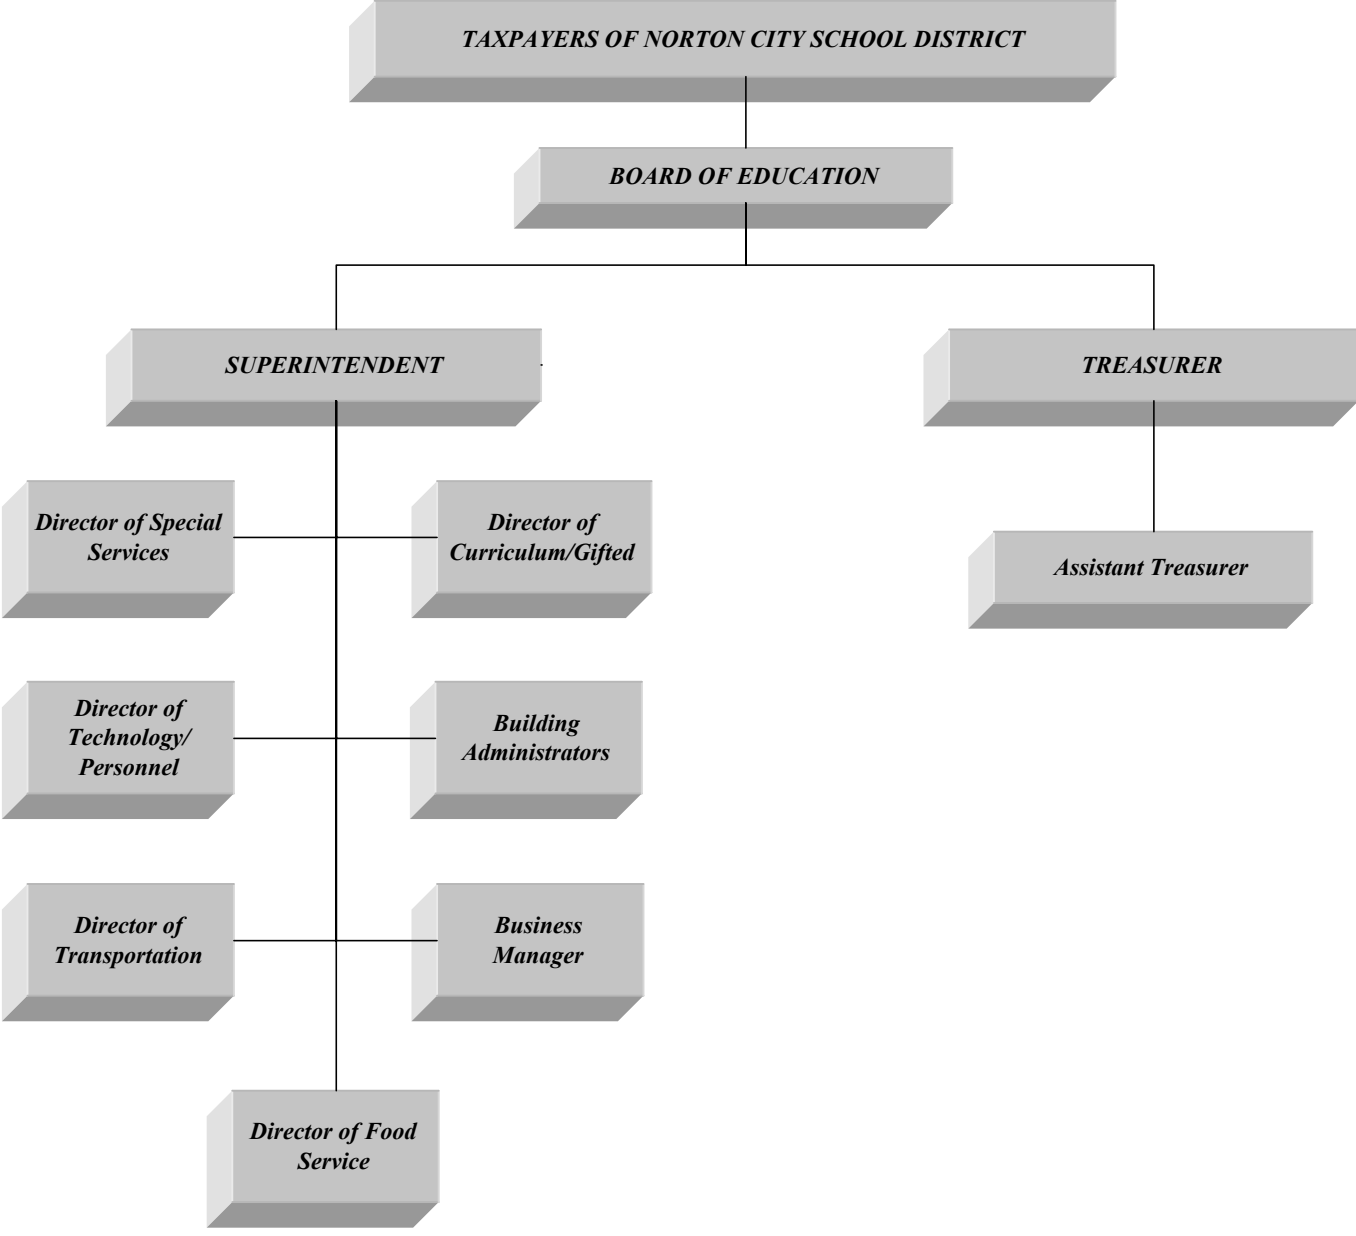 TAXPAYERS OF NORTON CITY SCHOOL DISTRICT
BOARD OF EDUCATION
SUPERINTENDENT
TREASURER
Director of Special
Services
Director of
Curriculum/Gifted
Assistant Treasurer
Director of
Technology/
Personnel
Building
Administrators
Director of
Transportation
Business
Manager
Director of Food
Service